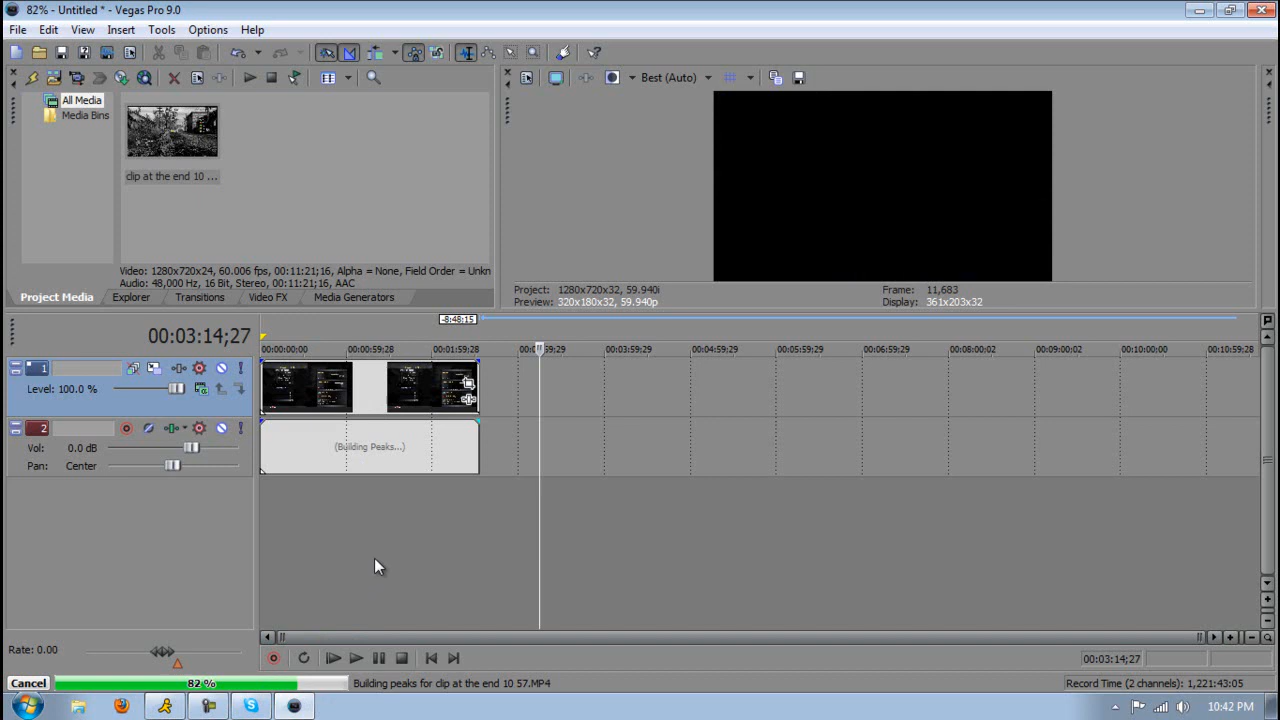 82% - Untitled * - Vegas Pro 9.0
File Edit View Insert Tools Options Help
All Media
Media Bins
clip at the end 10 ...
Best (Auto)
Video: 1280x720x24, 60.006 fps, 00:11:21;16, Alpha = None, Field Order = Unkn
Audio: 48,000 Hz, 16 Bit, Stereo, 00:11:21;16, AAC
Project Media Explorer Transitions Video FX Media Generators
Project: 1280x720x32, 59.940i
Preview: 320x180x32, 59.940p
Frame: 11,683
Display: 361x203x32
00:03:14;27
-8:48:15
00:00:00:00 00:00:59:28 00:01:59:28 59:29 00:03:59:29 00:04:59:29 00:05:59:29 00:06:59:29 00:08:00:02 00:09:00:02 00:10:00:00 00:10:59:28
1
Level: 100.0 %
2
Vol: 0.0 dB
Pan: Center
(Building Peaks...)
Rate: 0.00
00:03:14;27
Cancel 82 % Building peaks for clip at the end 10 57.MP4
Record Time (2 channels): 1,221:43:05
10:42 PM